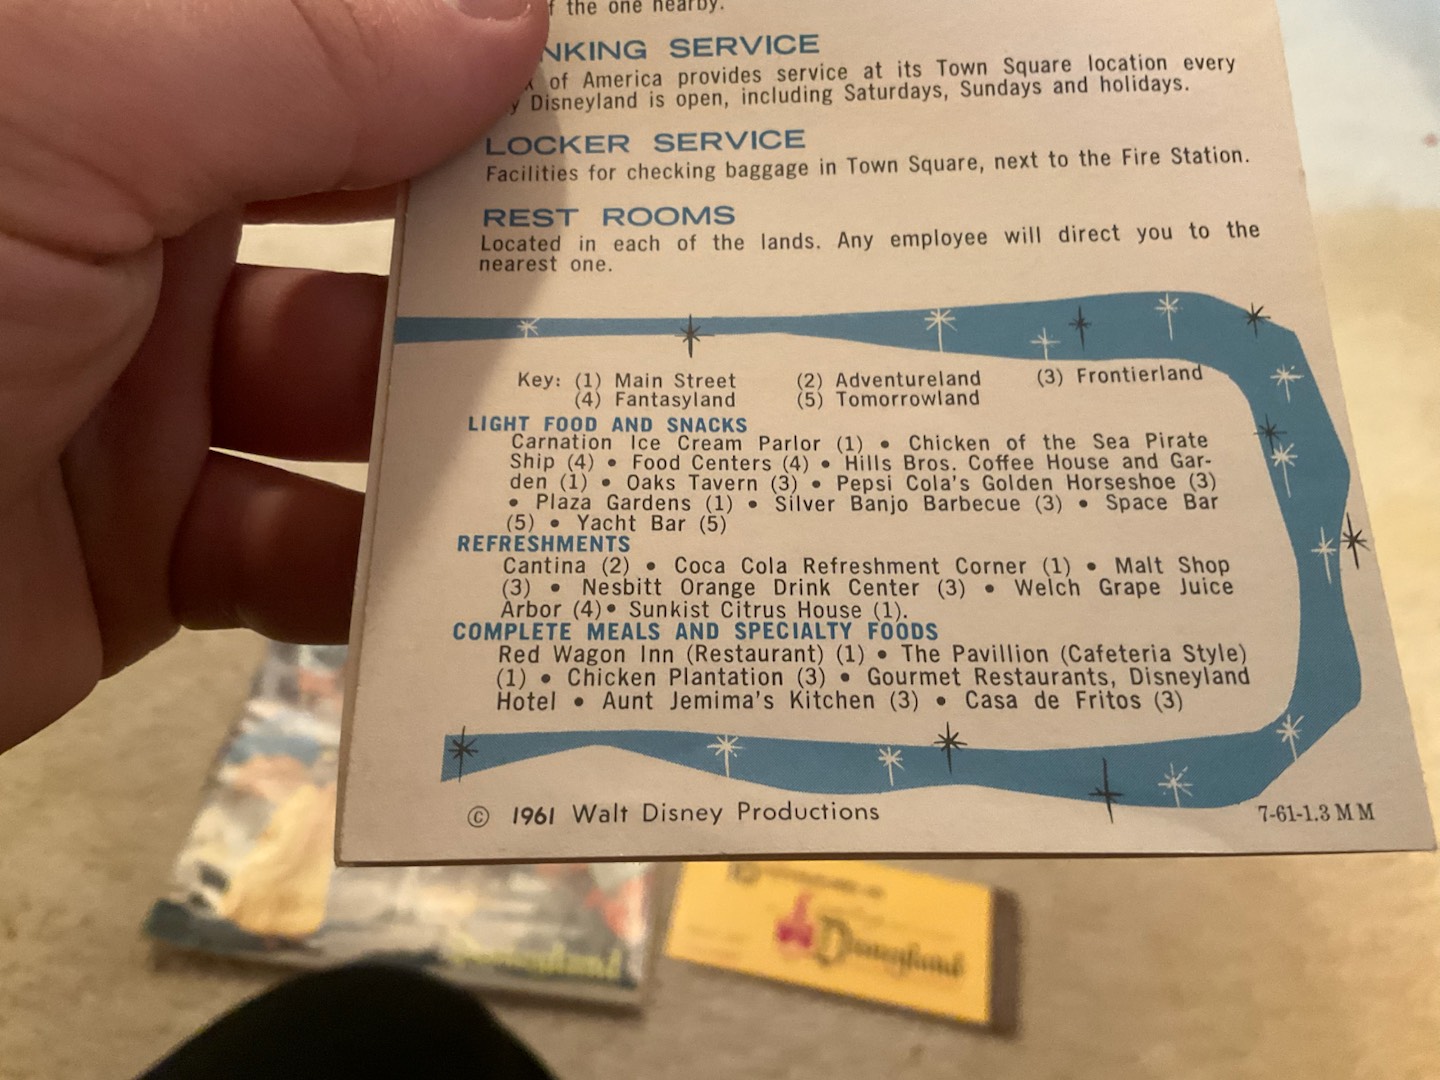 f the one nearby.
NKING SERVICE
of America provides service at its Town Square location every
y Disneyland is open, including Saturdays, Sundays and holidays.
LOCKER SERVICE
Facilities for checking baggage in Town Square, next to the Fire Station.
REST ROOMS
Located in each of the lands. Any employee will direct you to the
nearest one.
Key: (1) Main Street (2) Adventureland (3) Frontierland
(4) Fantasyland (5) Tomorrowland
LIGHT FOOD AND SNACKS
Carnation Ice Cream Parlor (1) • Chicken of the Sea Pirate
Ship (4) • Food Centers (4) • Hills Bros. Coffee House and Gar-
den (1) • Oaks Tavern (3) • Pepsi Cola's Golden Horseshoe (3)
• Plaza Gardens (1) • Silver Banjo Barbecue (3) • Space Bar
(5) • Yacht Bar (5)
REFRESHMENTS
Cantina (2) • Coca Cola Refreshment Corner (1) • Malt Shop
(3) • Nesbitt Orange Drink Center (3) • Welch Grape Juice
Arbor (4) • Sunkist Citrus House (1).
COMPLETE MEALS AND SPECIALTY FOODS
Red Wagon Inn (Restaurant) (1) • The Pavillion (Cafeteria Style)
(1) • Chicken Plantation (3) • Gourmet Restaurants, Disneyland
Hotel • Aunt Jemima's Kitchen (3) • Casa de Fritos (3)
© 1961 Walt Disney Productions 7-61-1.3 M M
Disneyland
Disneyland